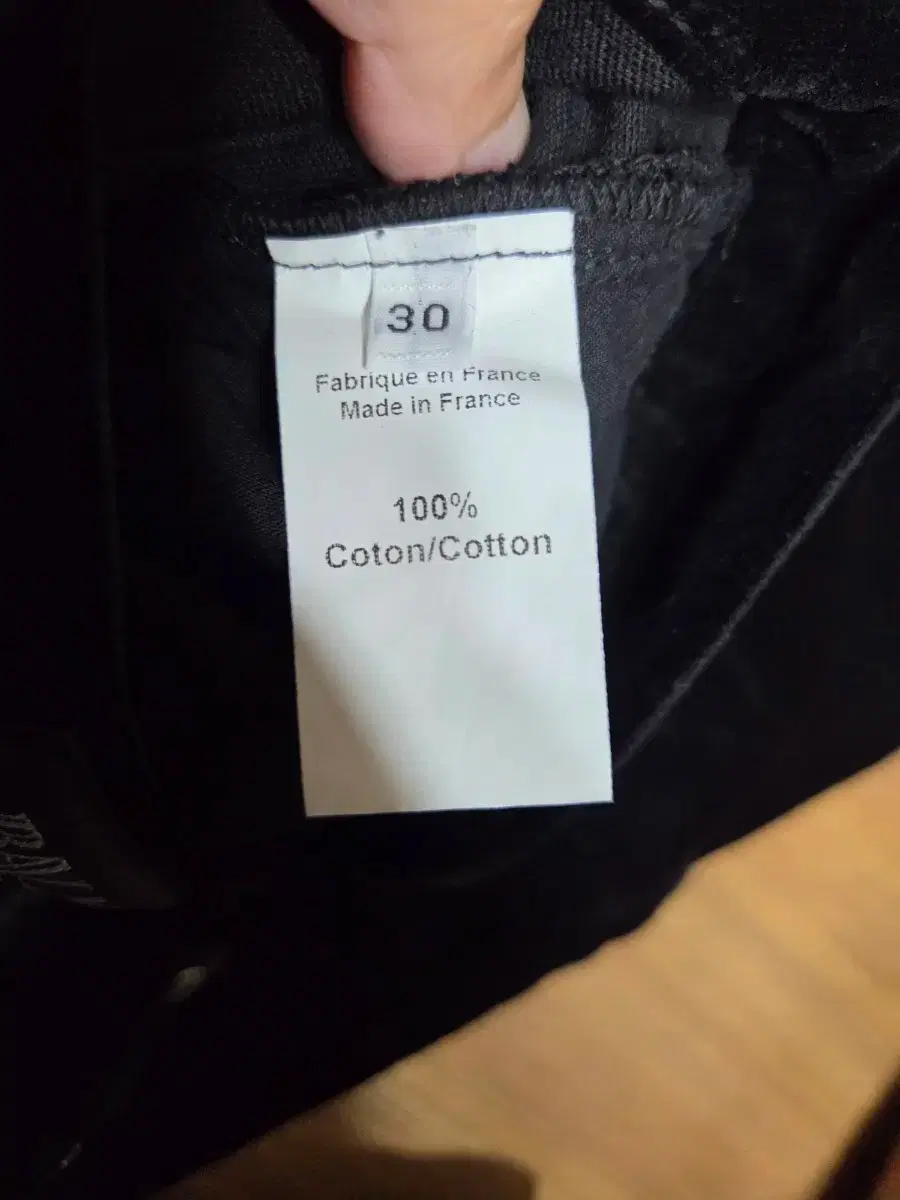 30
Fabrique en France
Made in France
100%
Coton/Cotton